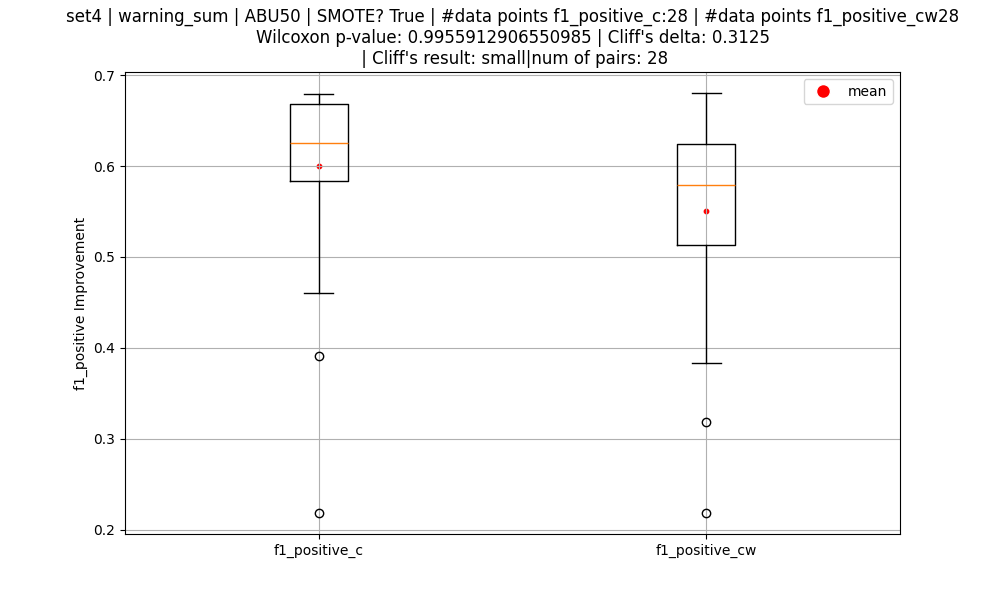 set4 | warning_sum | ABU50 | SMOTE? True | #data points f1_positive_c:28 | #data points f1_positive_cw28
Wilcoxon p-value: 0.9955912906550985 | Cliff's delta: 0.3125
| Cliff's result: small|num of pairs: 28
mean
0.7
0.6
0.5
0.4
0.3
0.2
f1_positive Improvement
f1_positive_c
f1_positive_cw